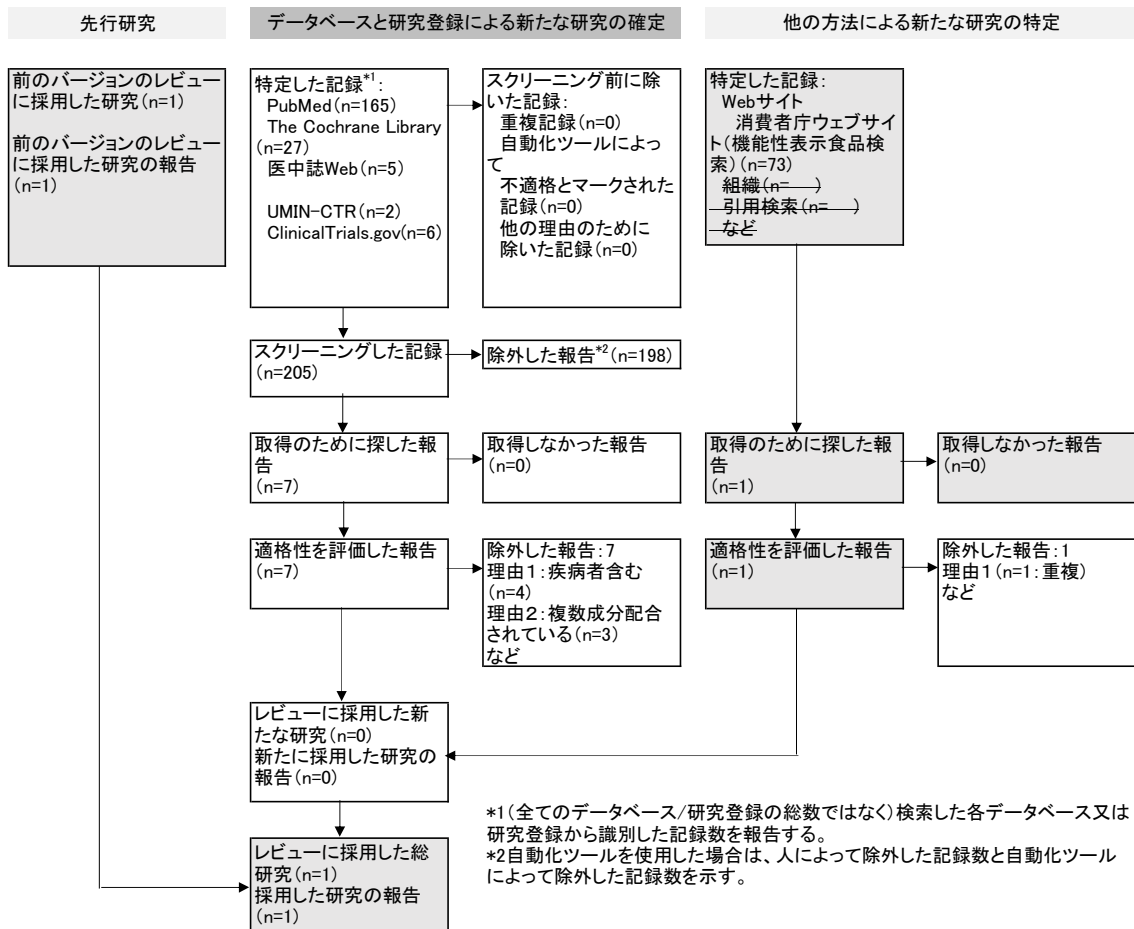 先行研究
データベースと研究登録による新たな研究の確定
他の方法による新たな研究の特定
前のバージョンのレビュー
に採用した研究(n=1)
前のバージョンのレビュー
に採用した研究の報告
(n=1)
特定した記録*1:
PubMed(n=165)
The Cochrane Library
(n=27)
医中誌Web(n=5)
UMIN-CTR(n=2)
ClinicalTrials.gov(n=6)
スクリーニング前に除
いた記録:
重複記録(n=0)
自動化ツールによっ
て
不適格とマークされた
記録(n=0)
他の理由のために
除いた記録(n=0)
特定した記録:
Webサイト
消費者庁ウェブサイ
ト(機能性表示食品検
索)(n=73)
組織(n=　)
引用検索(n=　)
など
スクリーニングした記録
(n=205)
除外した報告*2(n=198)
取得のために探した報
告
(n=7)
取得しなかった報告
(n=0)
取得のために探した報
告
(n=1)
取得しなかった報告
(n=0)
適格性を評価した報告
(n=7)
除外した報告:7
理由1:疾病者含む
(n=4)
理由2:複数成分配合
されている(n=3)
など
適格性を評価した報告
(n=1)
除外した報告:1
理由1(n=1:重複)
など
レビューに採用した新
たな研究(n=0)
新たに採用した研究の
報告(n=0)
レビューに採用した総
研究(n=1)
採用した研究の報告
(n=1)
*1(全てのデータベース/研究登録の総数ではなく)検索した各データベース又は
研究登録から識別した記録数を報告する。
*2自動化ツールを使用した場合は、人によって除外した記録数と自動化ツール
によって除外した記録数を示す。